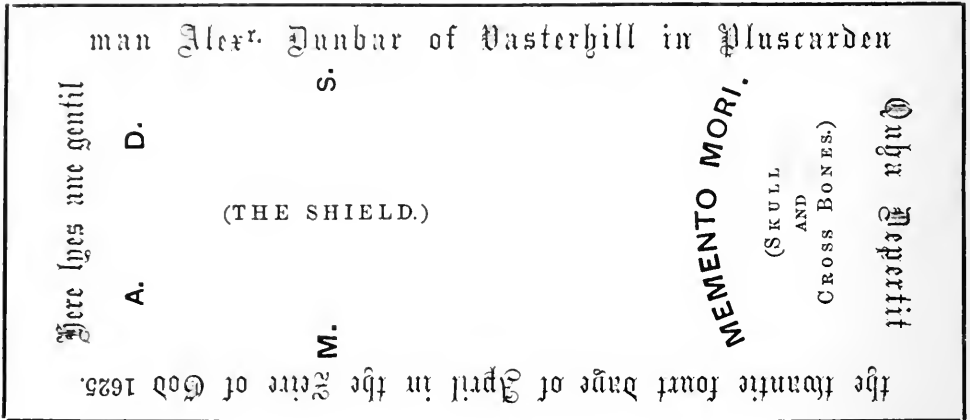 Here lyes ane gentil
man Alexr. Dunbar of Vasterhill in Pluscarden
Quha Depertit
the tuantie fourt daye of April in the Zeire of God 1625.
A. D.
M. S.
(THE SHIELD.)
MEMENTO MORI.
(SKULL
AND
CROSS BONES.)